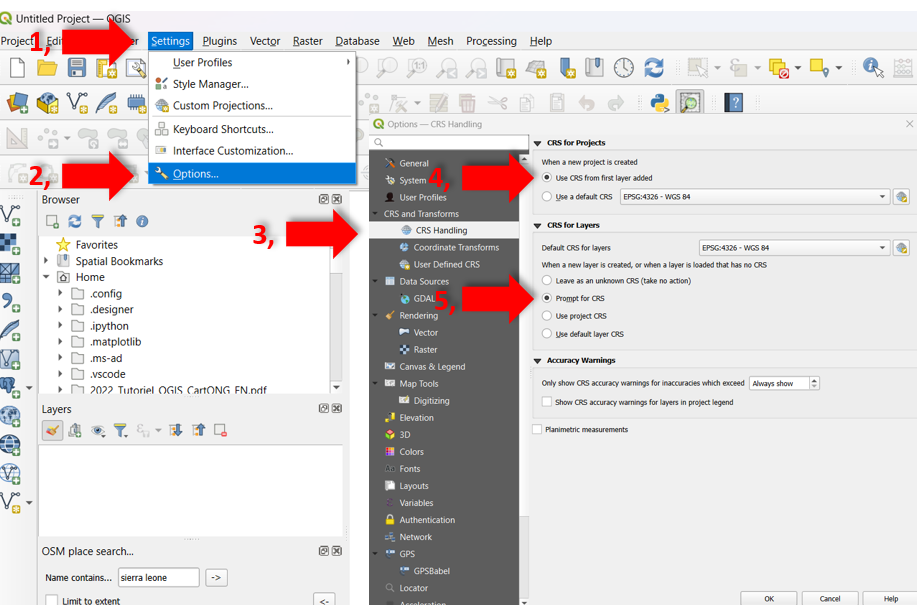 Untitled Project — QGIS
Project
Settings
Plugins
Vector
Raster
Database
Web
Mesh
Processing
Help
1,
User Profiles
Style Manager...
Custom Projections...
Keyboard Shortcuts...
Interface Customization...
2,
Options...
Browser
Favorites
Spatial Bookmarks
Home
.config
.designer
.ipython
.matplotlib
.ms-ad
.vscode
2022_Tutoriel_QGIS_CartONG_EN.pdf
Layers
OSM place search...
Name contains...
sierra leone
->
Limit to extent
<-
3,
Options — CRS Handling
General
System
User Profiles
CRS and Transforms
CRS Handling
Coordinate Transforms
User Defined CRS
Data Sources
GDAL
Rendering
Vector
Raster
Canvas & Legend
Map Tools
Digitizing
Elevation
3D
Colors
Fonts
Layouts
Variables
Authentication
Network
GPS
GPSBabel
Locator
Acceleration
CRS for Projects
When a new project is created
4,
Use CRS from first layer added
Use a default CRS
EPSG:4326 - WGS 84
CRS for Layers
Default CRS for layers
EPSG:4326 - WGS 84
When a new layer is created, or when a layer is loaded that has no CRS
Leave as an unknown CRS (take no action)
5,
Prompt for CRS
Use project CRS
Use default layer CRS
Accuracy Warnings
Only show CRS accuracy warnings for inaccuracies which exceed
Always show
Show CRS accuracy warnings for layers in project legend
Planimetric measurements
OK
Cancel
Help